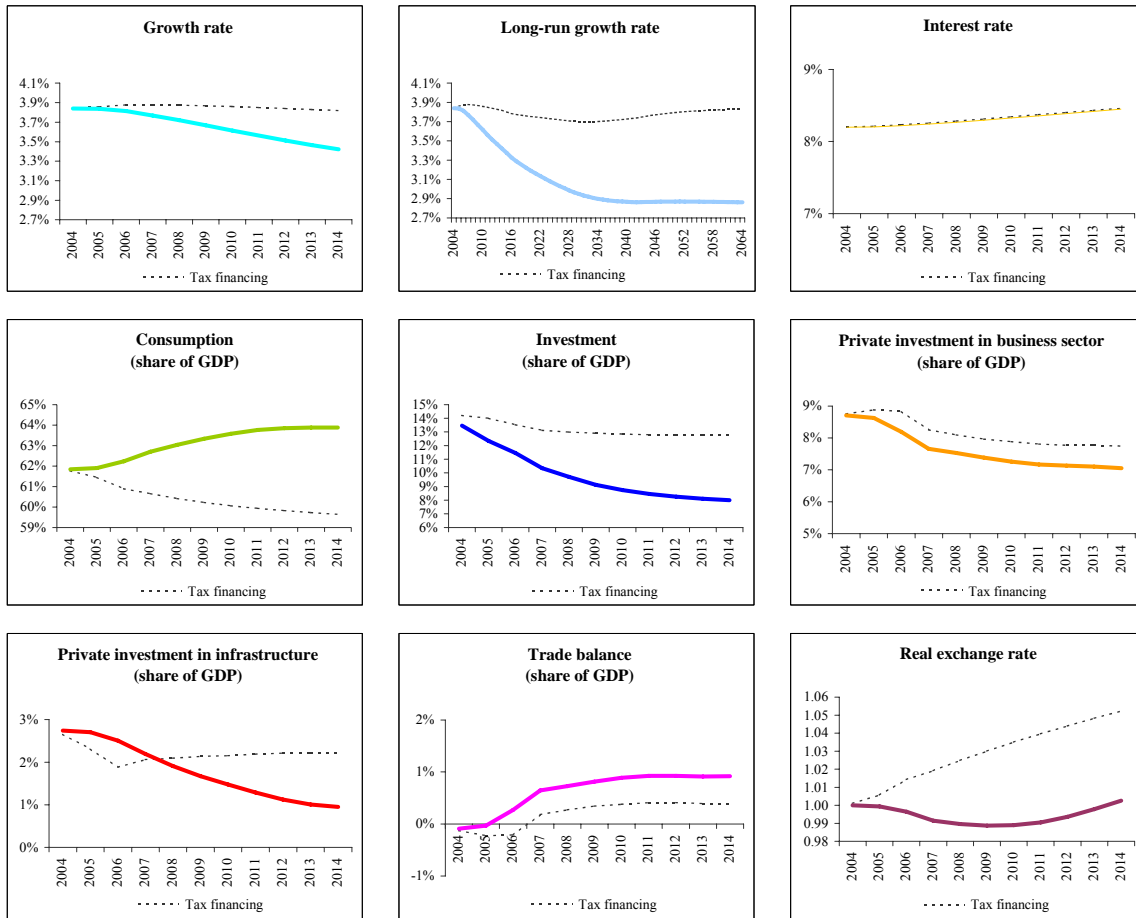 Growth rate
4.1%
3.9%
3.7%
3.5%
3.3%
3.1%
2.9%
2.7%
2004 2005 2006 2007 2008 2009 2010 2011 2012 2013 2014
Tax financing
Long-run growth rate
4.1%
3.9%
3.7%
3.5%
3.3%
3.1%
2.9%
2.7%
2004 2010 2016 2022 2028 2034 2040 2046 2052 2058 2064
Tax financing
Interest rate
9%
8%
7%
2004 2005 2006 2007 2008 2009 2010 2011 2012 2013 2014
Tax financing
Consumption
(share of GDP)
65%
64%
63%
62%
61%
60%
59%
2004 2005 2006 2007 2008 2009 2010 2011 2012 2013 2014
Tax financing
Investment
(share of GDP)
15%
14%
13%
12%
11%
10%
9%
8%
7%
6%
2004 2005 2006 2007 2008 2009 2010 2011 2012 2013 2014
Tax financing
Private investment in business sector
(share of GDP)
9%
8%
7%
6%
5%
2004 2005 2006 2007 2008 2009 2010 2011 2012 2013 2014
Tax financing
Private investment in infrastructure
(share of GDP)
3%
2%
1%
0%
2004 2005 2006 2007 2008 2009 2010 2011 2012 2013 2014
Tax financing
Trade balance
(share of GDP)
2%
1%
0%
-1%
2004 2005 2006 2007 2008 2009 2010 2011 2012 2013 2014
Tax financing
Real exchange rate
1.06
1.05
1.04
1.03
1.02
1.01
1.00
0.99
0.98
2004 2005 2006 2007 2008 2009 2010 2011 2012 2013 2014
Tax financing